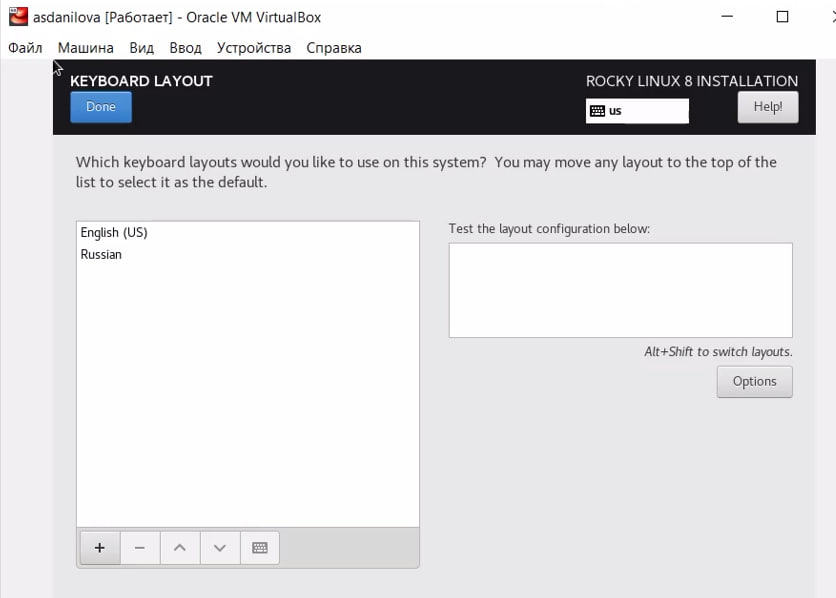 asdanilova [Работает] - Oracle VM VirtualBox
Файл Машина Вид Ввод Устройства Справка
KEYBOARD LAYOUT
ROCKY LINUX 8 INSTALLATION
Done
us
Help!
Which keyboard layouts would you like to use on this system?  You may move any layout to the top of the
list to select it as the default.
English (US)
Russian
Test the layout configuration below:
Alt+Shift to switch layouts.
Options